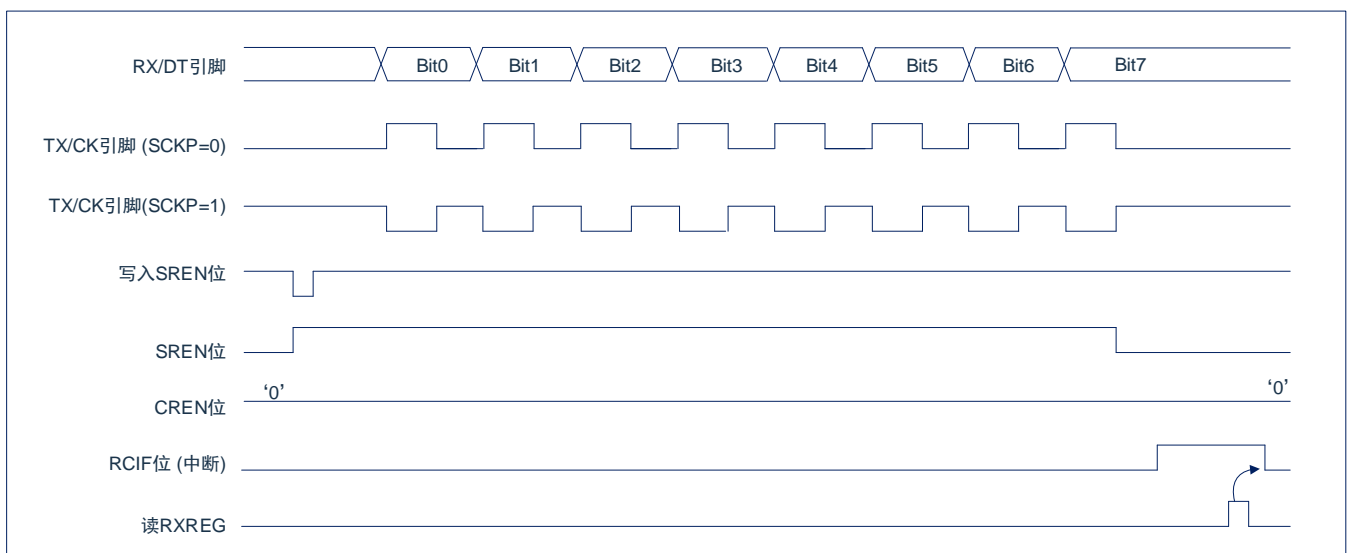 RX/DT引脚 Bit0 Bit1 Bit2 Bit3 Bit4 Bit5 Bit6 Bit7
TX/CK引脚 (SCKP=0)
TX/CK引脚(SCKP=1)
写入SREN位
SREN位
‘0’ ‘0’
CREN位
RCIF位 (中断)
读RXREG